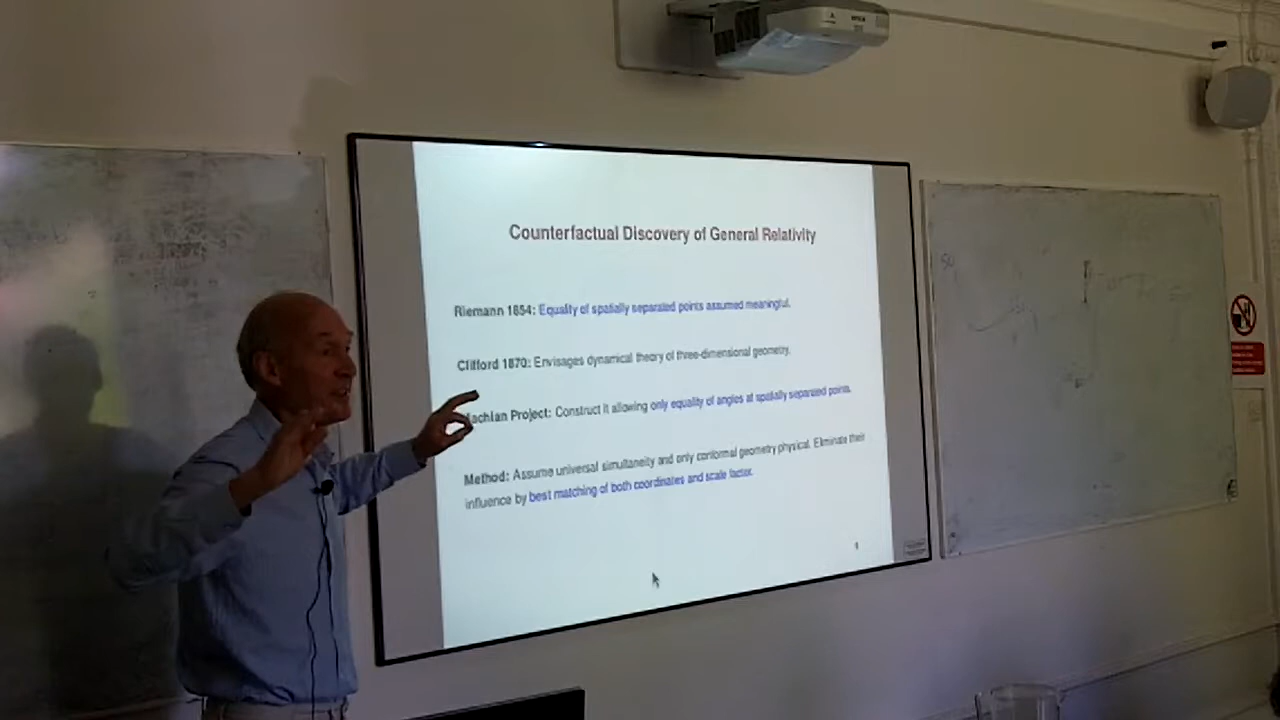 Counterfactual Discovery of General Relativity
Riemann 1854: Equality of spatially separated points assumed meaningful.
Clifford 1870: Envisages dynamical theory of three-dimensional geometry.
Machian Project: Construct it allowing only equality of angles at spatially separated points.
Method: Assume universal simultaneity and only conformal geometry physical. Eliminate their
influence by best matching of both coordinates and scale factor.